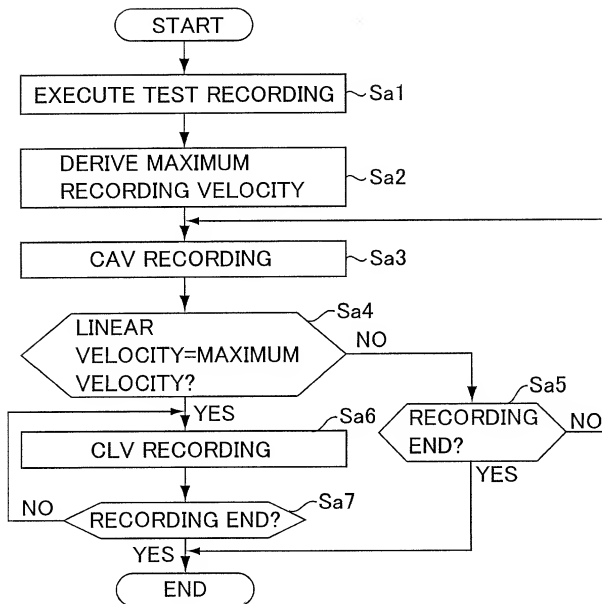 START
EXECUTE TEST RECORDING
Sa1
DERIVE MAXIMUM
RECORDING VELOCITY
Sa2
CAV RECORDING
Sa3
LINEAR
VELOCITY=MAXIMUM
VELOCITY?
Sa4
NO
YES
RECORDING
END?
Sa5
NO
YES
CLV RECORDING
Sa6
RECORDING END?
Sa7
NO
YES
END